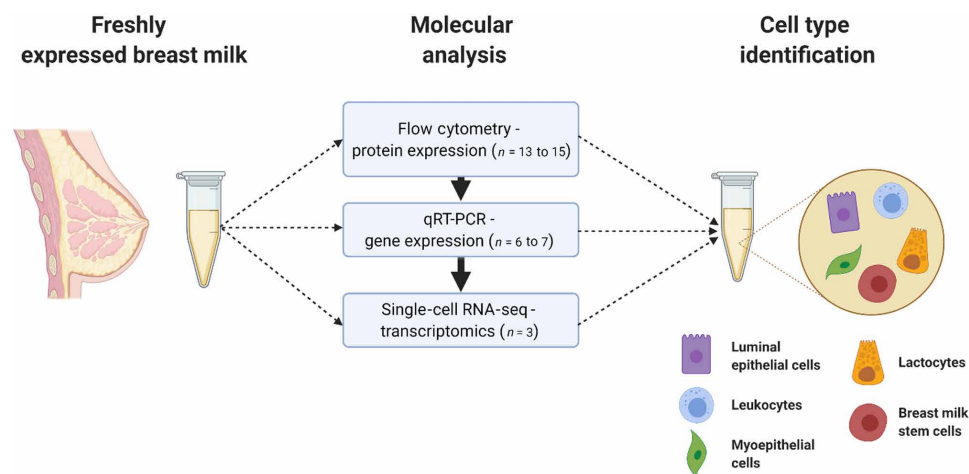 Freshly
expressed breast milk
Molecular
analysis
Cell type
identification
Flow cytometry -
protein expression (n = 13 to 15)
qRT-PCR -
gene expression (n = 6 to 7)
Single-cell RNA-seq -
transcriptomics (n = 3)
Luminal
epithelial cells
Lactocytes
Leukocytes
Breast milk
stem cells
Myoepithelial
cells